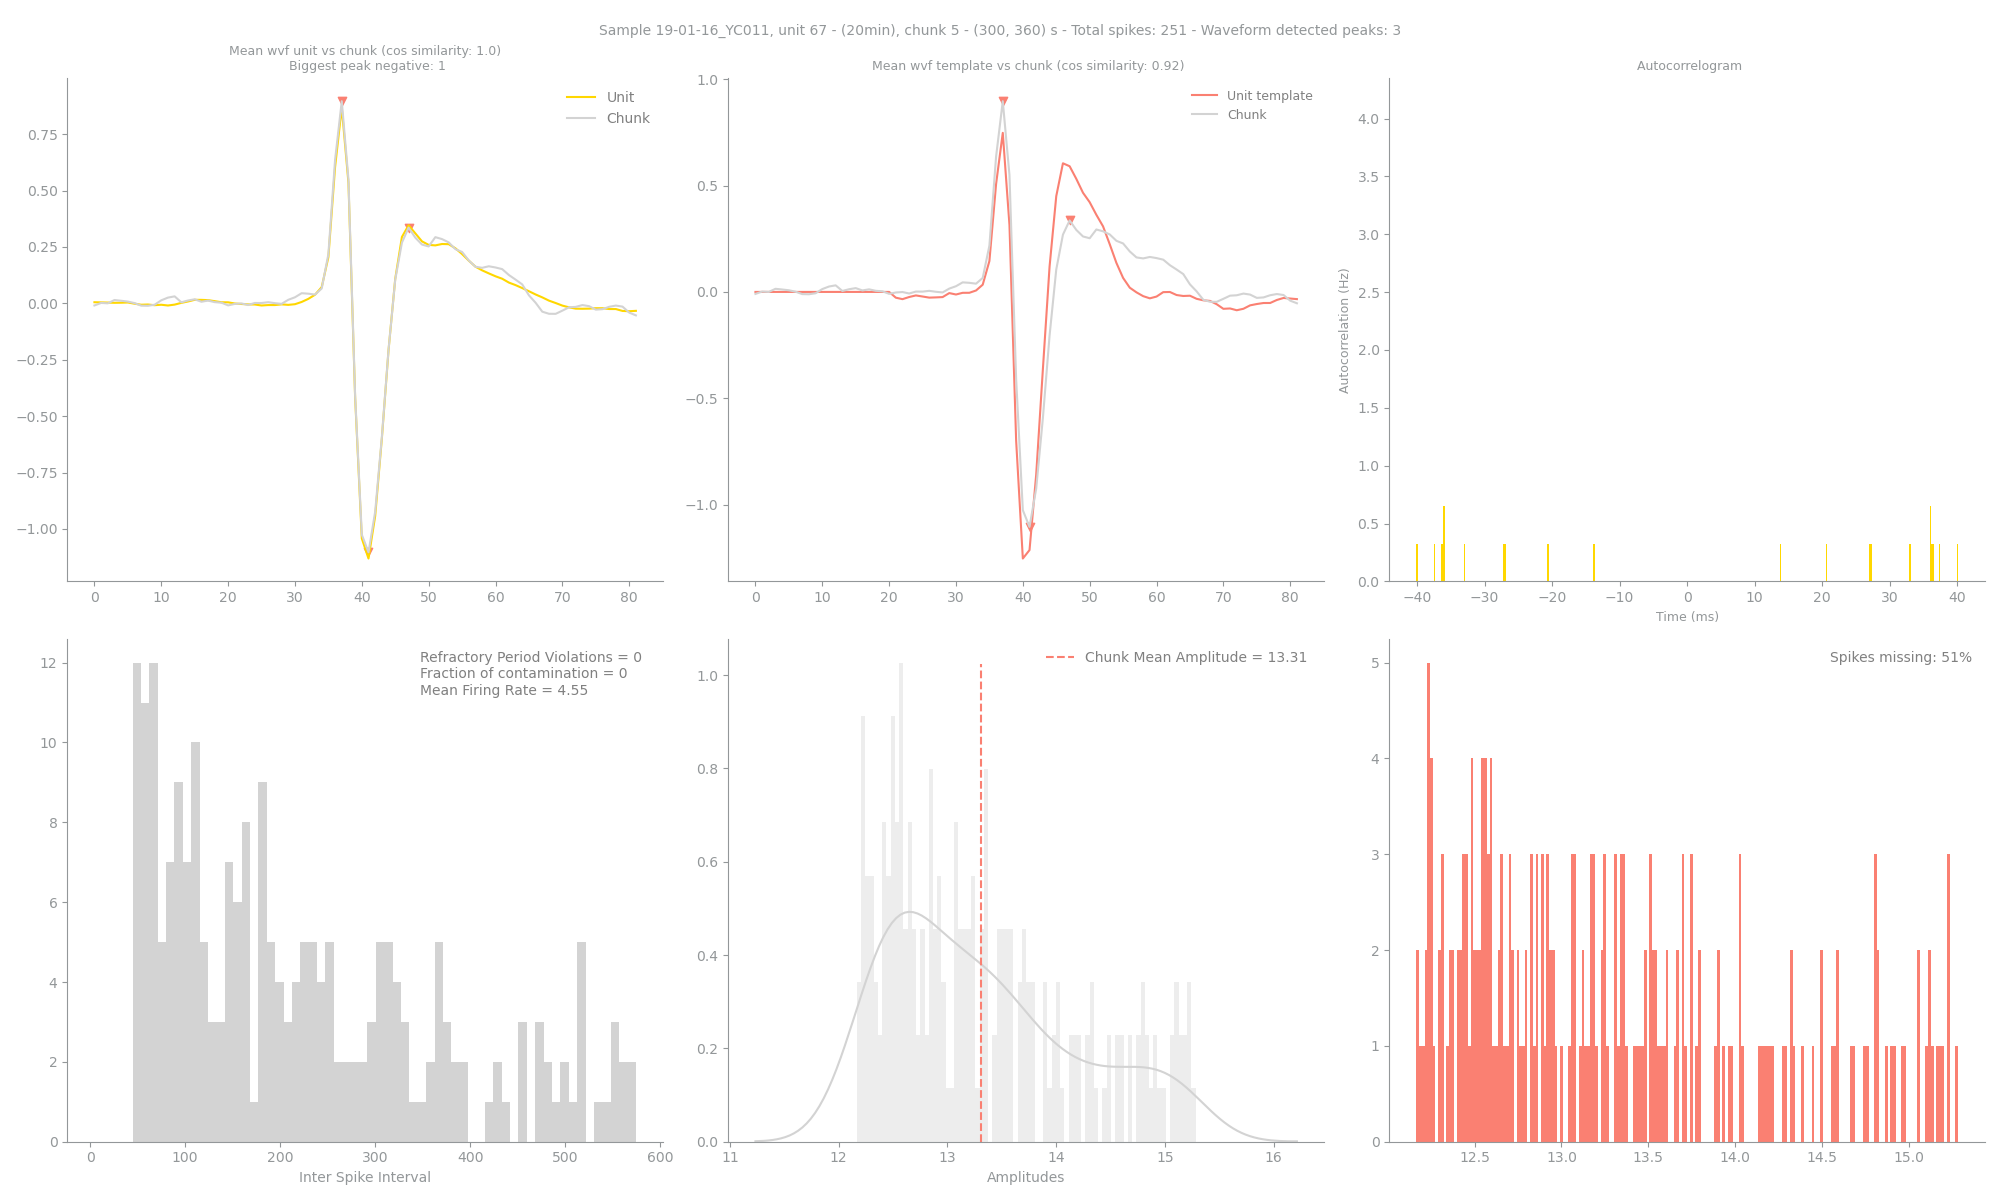 Sample 19-01-16_YC011, unit 67 - (20min), chunk 5 - (300, 360) s - Total spikes: 251 - Waveform detected peaks: 3
Mean wvf unit vs chunk (cos similarity: 1.0)
Biggest peak negative: 1
Unit
Chunk
0.75
0.50
0.25
0.00
−0.25
−0.50
−0.75
−1.00
0 10 20 30 40 50 60 70 80
Mean wvf template vs chunk (cos similarity: 0.92)
Unit template
Chunk
1.0
0.5
0.0
−0.5
−1.0
0 10 20 30 40 50 60 70 80
Autocorrelogram
Autocorrelation (Hz)
4.0
3.5
3.0
2.5
2.0
1.5
1.0
0.5
0.0
−40 −30 −20 −10 0 10 20 30 40
Time (ms)
Refractory Period Violations = 0
Fraction of contamination = 0
Mean Firing Rate = 4.55
12
10
8
6
4
2
0
0 100 200 300 400 500 600
Inter Spike Interval
Chunk Mean Amplitude = 13.31
1.0
0.8
0.6
0.4
0.2
0.0
11 12 13 14 15 16
Amplitudes
Spikes missing: 51%
5
4
3
2
1
0
12.5 13.0 13.5 14.0 14.5 15.0